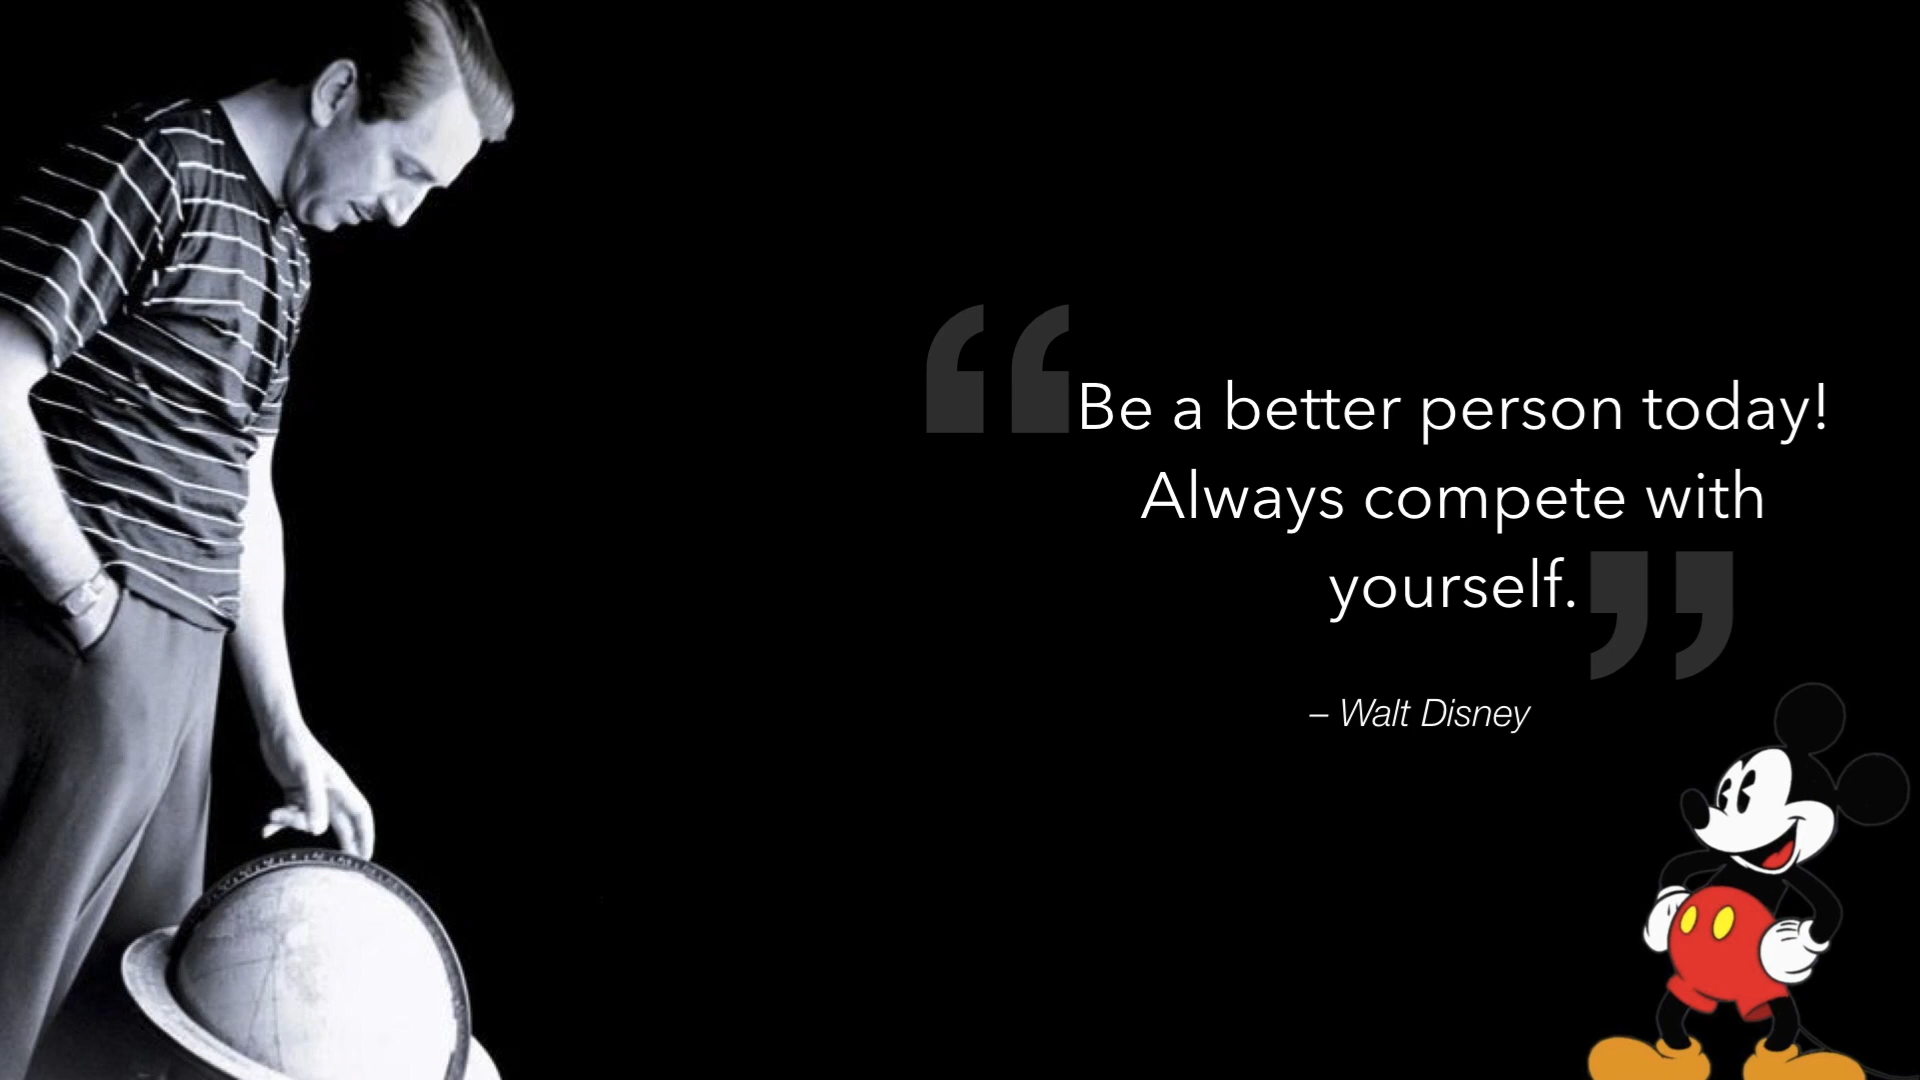 “Be a better person today!
Always compete with
yourself.”
– Walt Disney